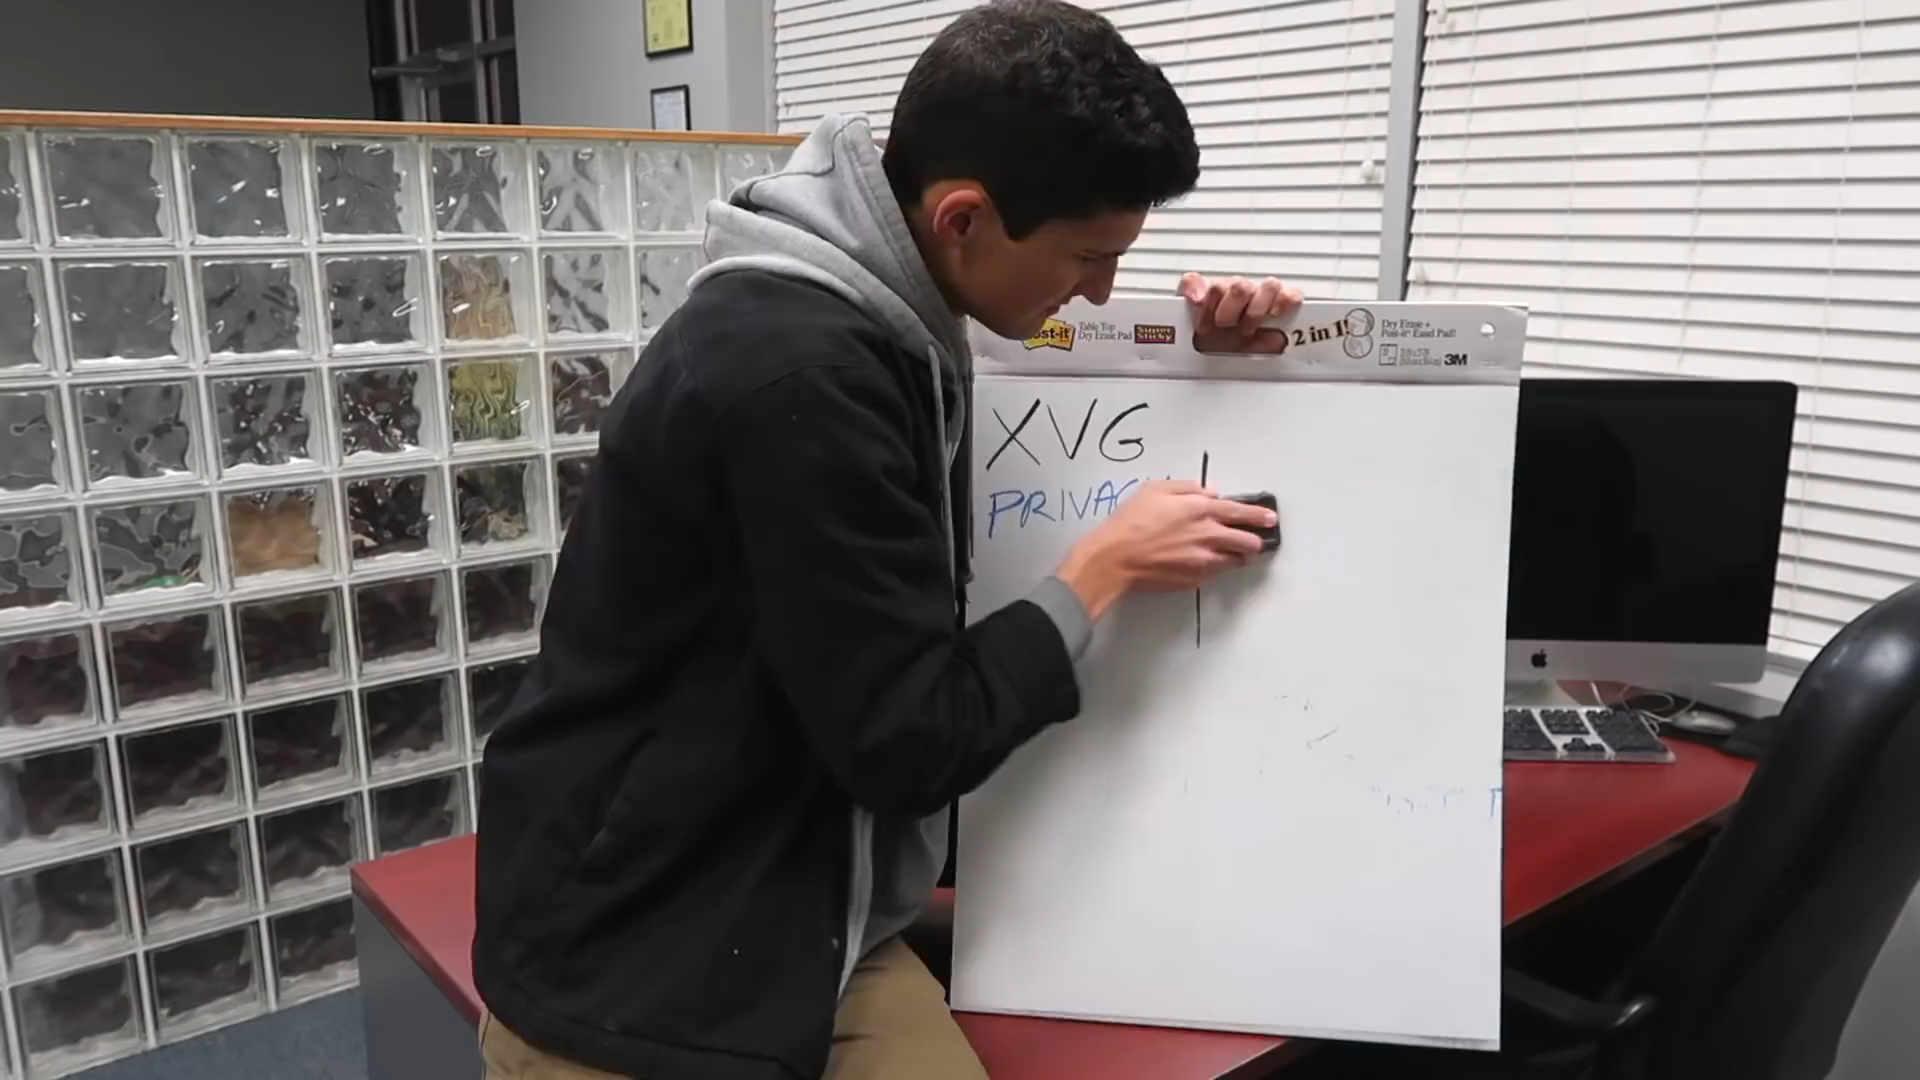 Post-it Table Top Super Sticky 2 in 1! Dry Erase +
Dry Erase Pad Post-it® Easel Pad!
3M
XVG
PRIVACY